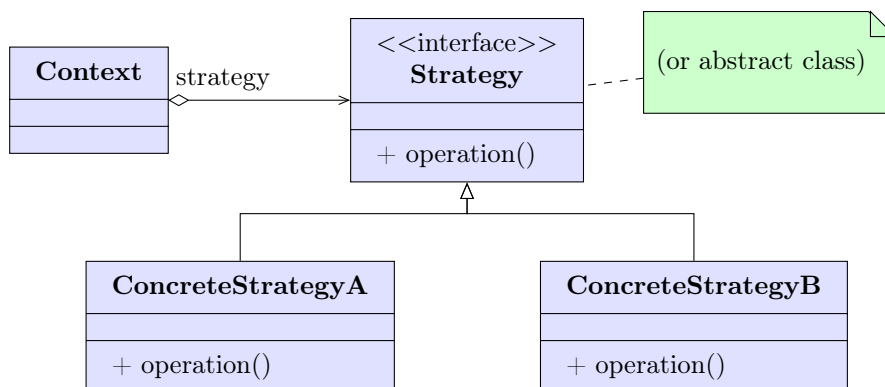 Context
strategy
<<interface>>
Strategy
+ operation()
(or abstract class)
ConcreteStrategyA
+ operation()
ConcreteStrategyB
+ operation()